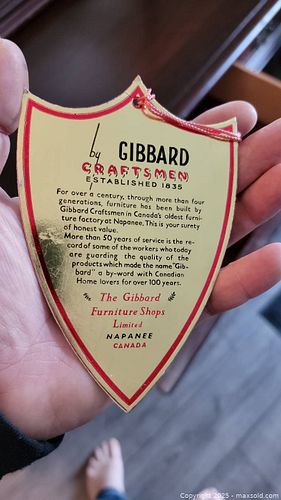 by GIBBARD
CRAFTSMEN
ESTABLISHED 1835
For over a century, through more than four
generations, furniture has been built by
Gibbard Craftsmen in Canada's oldest furni-
ture factory at Napanee. This is your surety
of honest value.
More than 50 years of service is the re-
cord of some of the workers who today
are guarding the quality of the
products which made the name "Gib-
bard" a by-word with Canadian
Home lovers for over 100 years.
The Gibbard
Furniture Shops
Limited
NAPANEE
CANADA
Copyright 2025 - maxsold.com